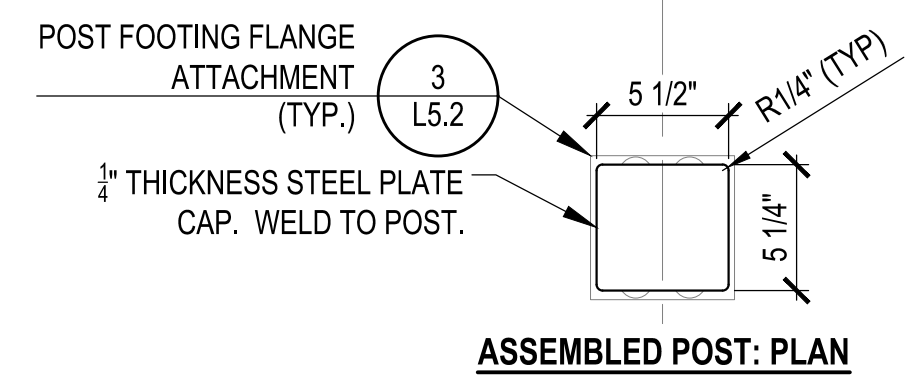 POST FOOTING FLANGE
ATTACHMENT
(TYP.)
3
L5.2
5 1/2"
R1/4" (TYP)
1/4" THICKNESS STEEL PLATE
CAP. WELD TO POST.
5 1/4"
ASSEMBLED POST: PLAN